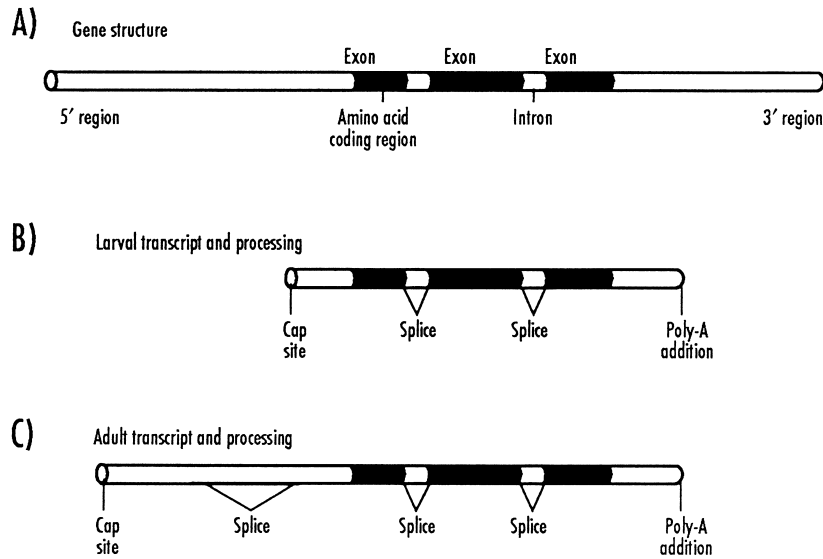 A) Gene structure
Exon Exon Exon
5′ region Amino acid coding region Intron 3′ region
B) Larval transcript and processing
Cap site Splice Splice Poly-A addition
C) Adult transcript and processing
Cap site Splice Splice Splice Poly-A addition